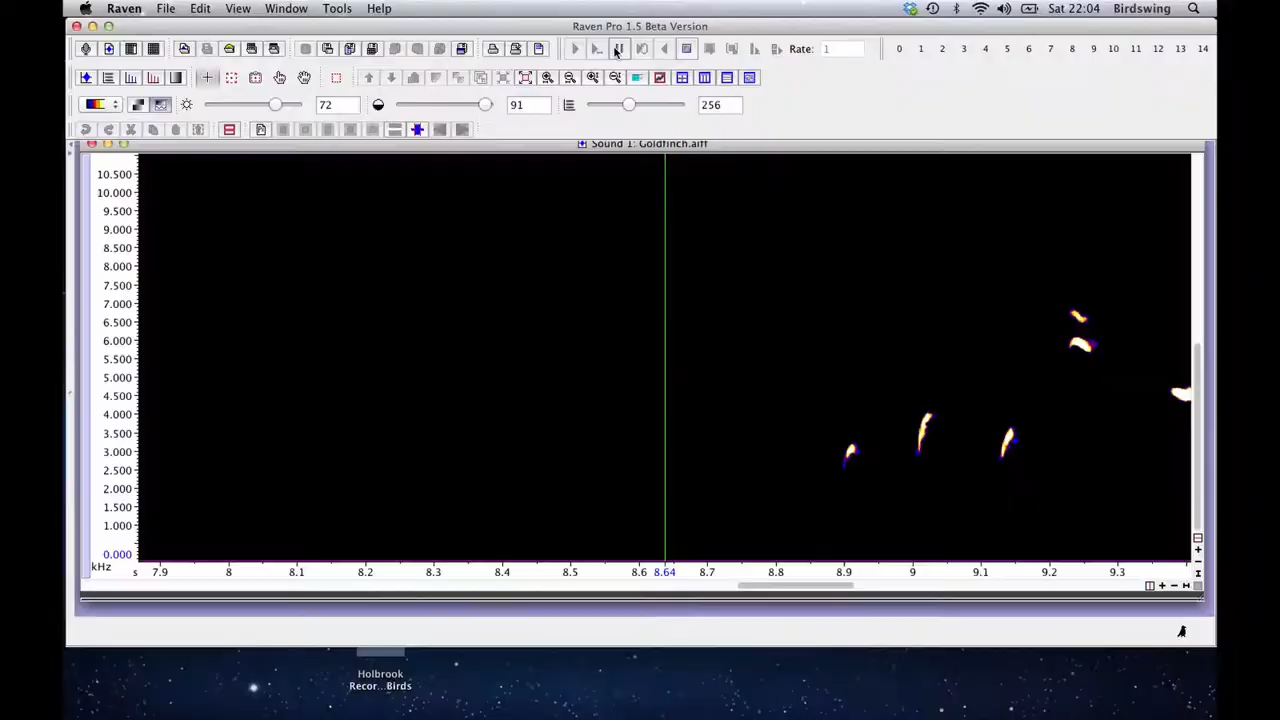 Raven File Edit View Window Tools Help Sat 22:04 Birdswing
Raven Pro 1.5 Beta Version
Rate: 1 1 2 3 4 5 6 7 8 9 10 11 12 13 14
72 91 256
Sound 1: Goldfinch.aiff
10.500
10.000
9.500
9.000
8.500
8.000
7.500
7.000
6.500
6.000
5.500
5.000
4.500
4.000
3.500
3.000
2.500
2.000
1.500
1.000
0.000
kHz
s 7.9 8 8.1 8.2 8.3 8.4 8.5 8.6 8.64 8.7 8.8 8.9 9 9.1 9.2 9.3
Holbrook
Recor...Birds